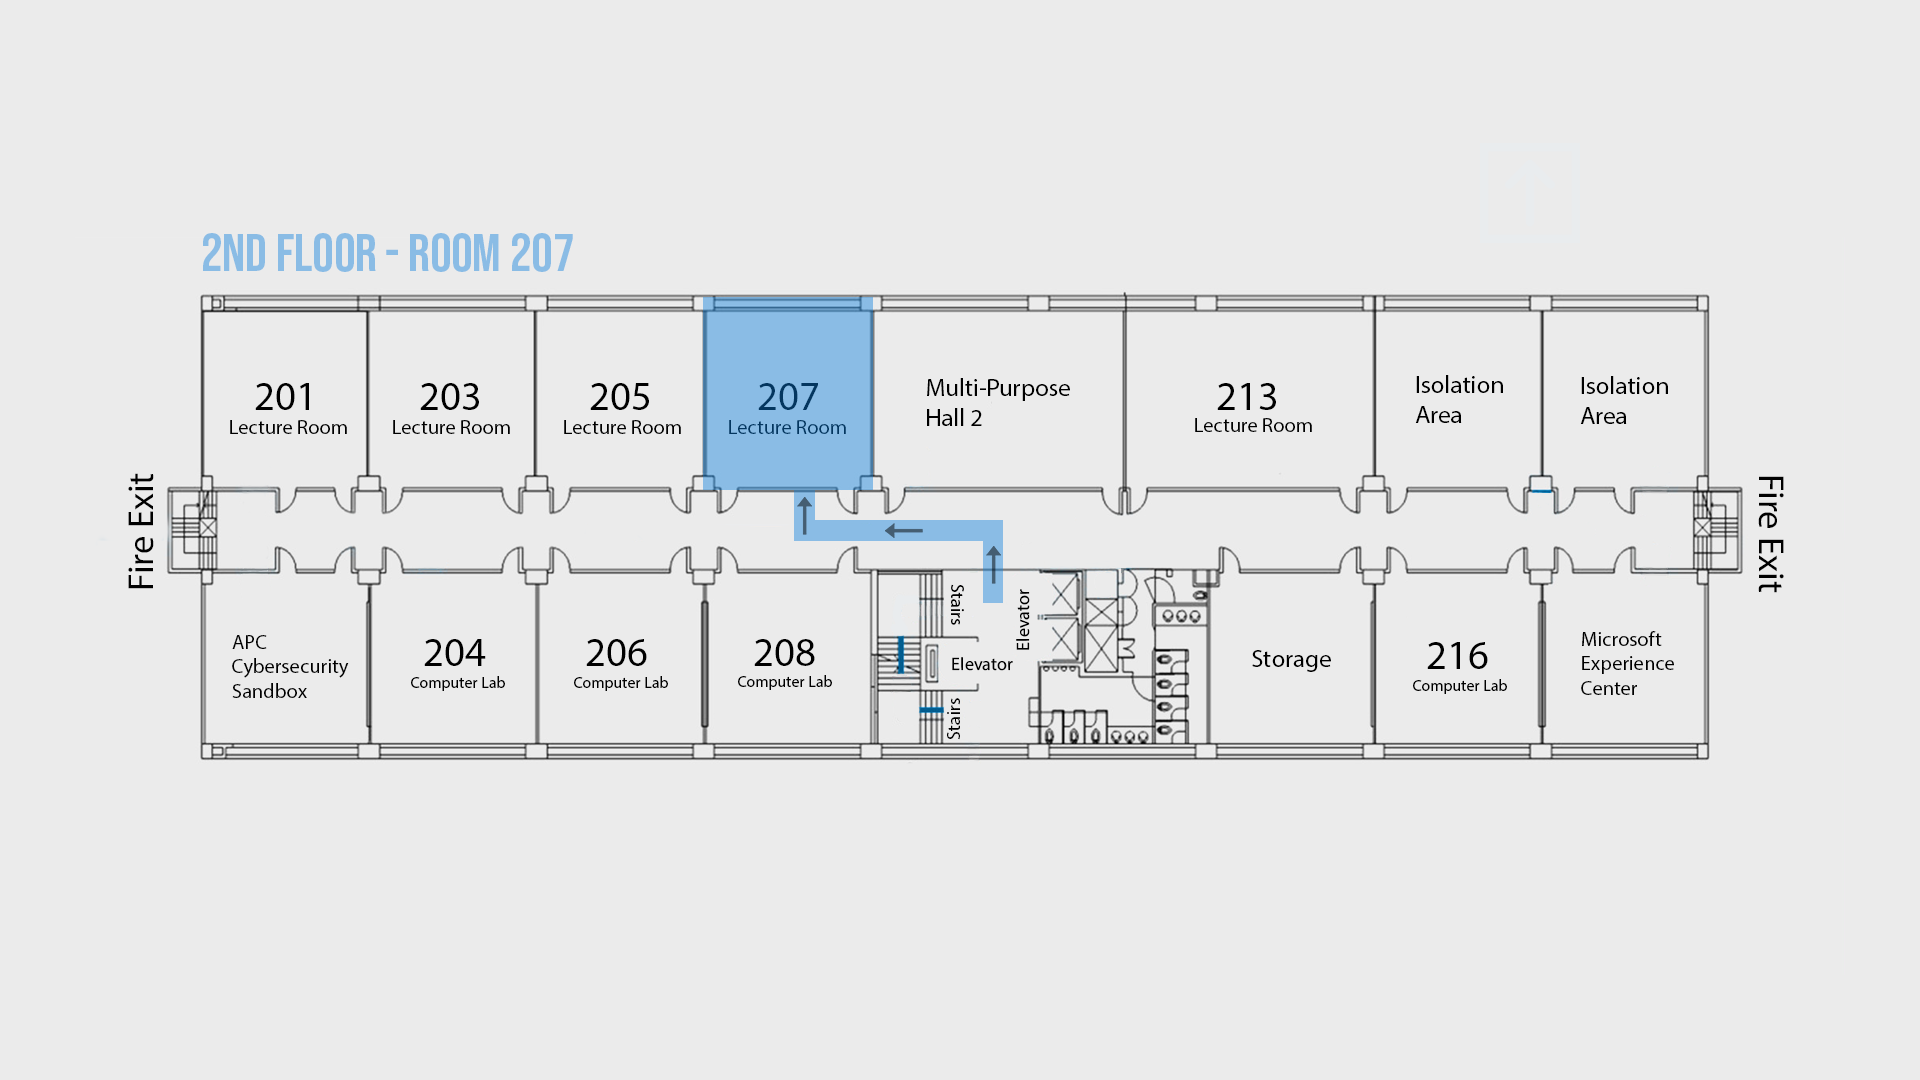 2ND FLOOR - ROOM 207
201
Lecture Room
203
Lecture Room
205
Lecture Room
207
Lecture Room
Multi-Purpose
Hall 2
213
Lecture Room
Isolation
Area
Isolation
Area
Fire Exit
Fire Exit
APC
Cybersecurity
Sandbox
204
Computer Lab
206
Computer Lab
208
Computer Lab
Stairs
Elevator
Elevator
Stairs
Storage
216
Computer Lab
Microsoft
Experience
Center